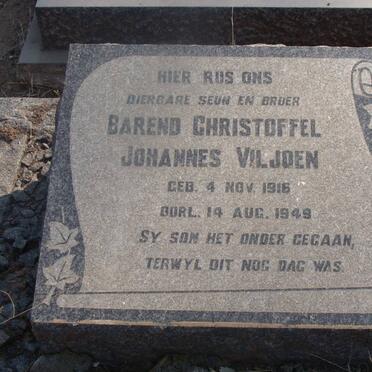 HIER RUS ONS
DIERBARE SEUN EN BROER
BAREND CHRISTOFFEL
JOHANNES VILJOEN
GEB. 4 NOV. 1916
OORL. 14 AUG. 1949
SY SON HET ONDER GEGAAN,
TERWYL DIT NOG DAG WAS.